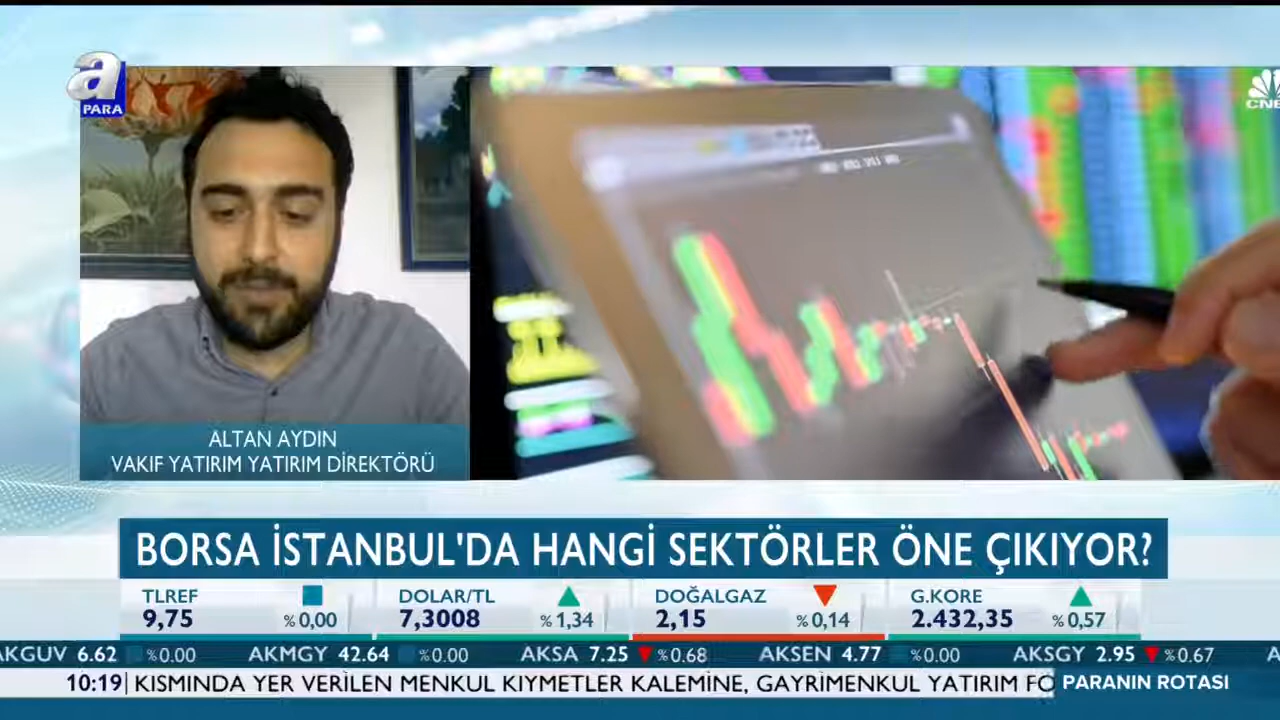 a
PARA
CNB
ALTAN AYDIN
VAKIF YATIRIM YATIRIM DİREKTÖRÜ
BORSA İSTANBUL'DA HANGİ SEKTÖRLER ÖNE ÇIKIYOR?
TLREF
9,75 %0,00
DOLAR/TL
7,3008 %1,34
DOĞALGAZ
2,15 %0,14
G.KORE
2.432,35 %0,57
AKGUV 6.62 %0.00 AKMGY 42.64 %0.00 AKSA 7.25 %0.68 AKSEN 4.77 %0.00 AKSGY 2.95 %0.67 A
10:19 KISMINDA YER VERİLEN MENKUL KIYMETLER KALEMİNE, GAYRİMENKUL YATIRIM FO PARANIN ROTASI